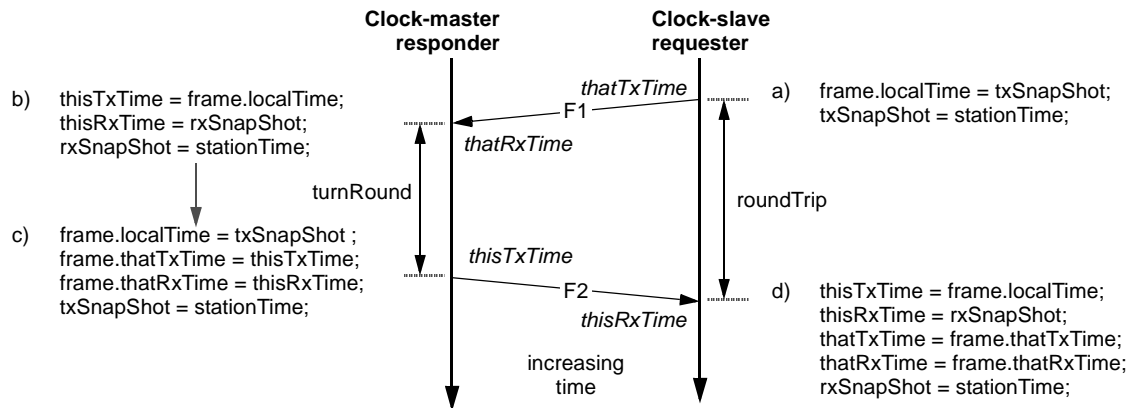 Clock-master
responder
Clock-slave
requester
b) thisTxTime = frame.localTime;
thisRxTime = rxSnapShot;
rxSnapShot = stationTime;
thatTxTime
F1
thatRxTime
a) frame.localTime = txSnapShot;
txSnapShot = stationTime;
turnRound
roundTrip
c) frame.localTime = txSnapShot ;
frame.thatTxTime = thisTxTime;
frame.thatRxTime = thisRxTime;
txSnapShot = stationTime;
thisTxTime
F2
thisRxTime
d) thisTxTime = frame.localTime;
thisRxTime = rxSnapShot;
thatTxTime = frame.thatTxTime;
thatRxTime = frame.thatRxTime;
rxSnapShot = stationTime;
increasing
time